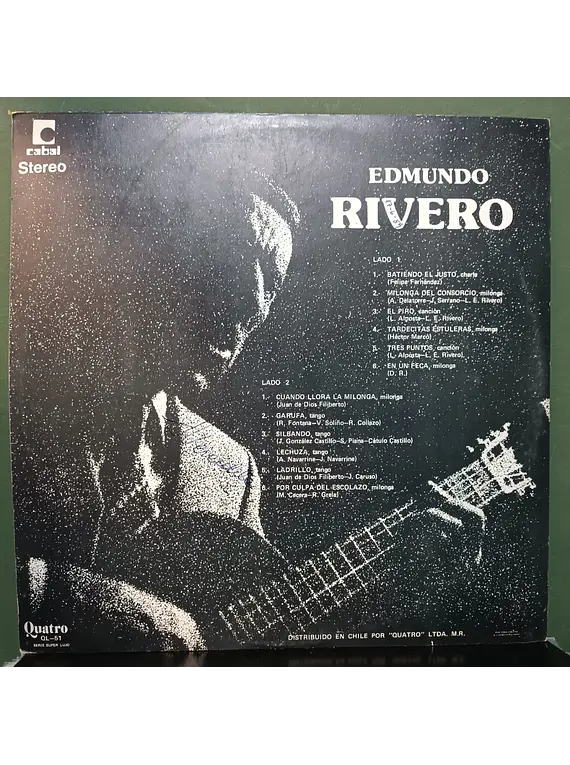 cabal
Stereo
EDMUNDO
RIVERO
LADO 1
1.- BATIENDO EL JUSTO, charla
(Felipe Fernández)
2.- MILONGA DEL CONSORCIO, milonga
(A. Delatorre-J. Serrano-L. E. Rivero)
3.- EL PIRO, canción
(L. Alposta-L. E. Rivero)
4.- TARDECITAS ESTULERAS, milonga
(Héctor Marcó)
5.- TRES PUNTOS, canción
(L. Alposta-L. E. Rivero)
6.- EN UN FECA, milonga
(D. R.)
LADO 2
1.- CUANDO LLORA LA MILONGA, milonga
(Juan de Dios Filiberto)
2.- GARUFA, tango
(R. Fontana-V. Soliño-R. Collazo)
3.- SILBANDO, tango
(J. González Castillo-S. Piana-Cátulo Castillo)
4.- LECHUZA, tango
(A. Navarrine-J. Navarrine)
5.- LADRILLO, tango
(Juan de Dios Filiberto-J. Caruso)
6.- POR CULPA DEL ESCOLAZO, milonga
(M. Cecera-R. Grela)
Quatro
QL-51
SERIE SUPER LUJO
DISTRIBUIDO EN CHILE POR "QUATRO" LTDA. M.R.